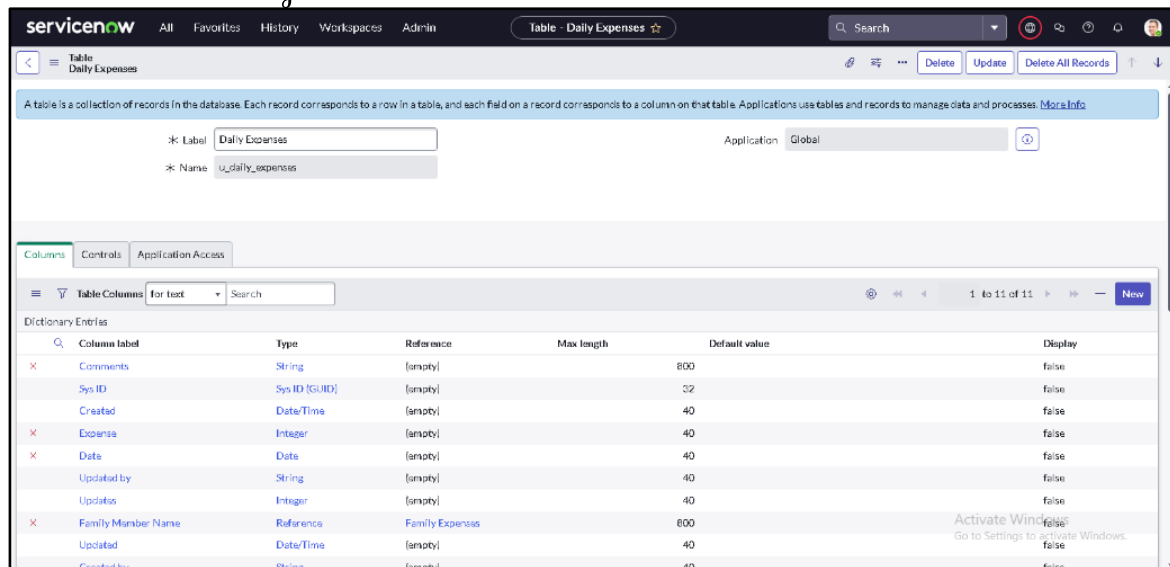 servicenow All Favorites History Workspaces Admin Table - Daily Expenses Search
Table
Daily Expenses
Delete Update Delete All Records
A table is a collection of records in the database. Each record corresponds to a row in a table, and each field on a record corresponds to a column on that table. Applications use tables and records to manage data and processes. More Info
Label Daily Expenses Application Global
Name u_daily_expenses
Columns Controls Application Access
Table Columns for text Search 1 to 11 of 11 New
Dictionary Entries
Column label Type Reference Max length Default value Display
Comments String (empty) 800 false
Sys ID Sys ID (GUID) (empty) 32 false
Created Date/Time (empty) 40 false
Expense Integer (empty) 40 false
Date Date (empty) 40 false
Updated by String (empty) 40 false
Updates Integer (empty) 40 false
Family Member Name Reference Family Expenses 800 false
Updated Date/Time (empty) 40 false
Activate Windows
Go to Settings to activate Windows.